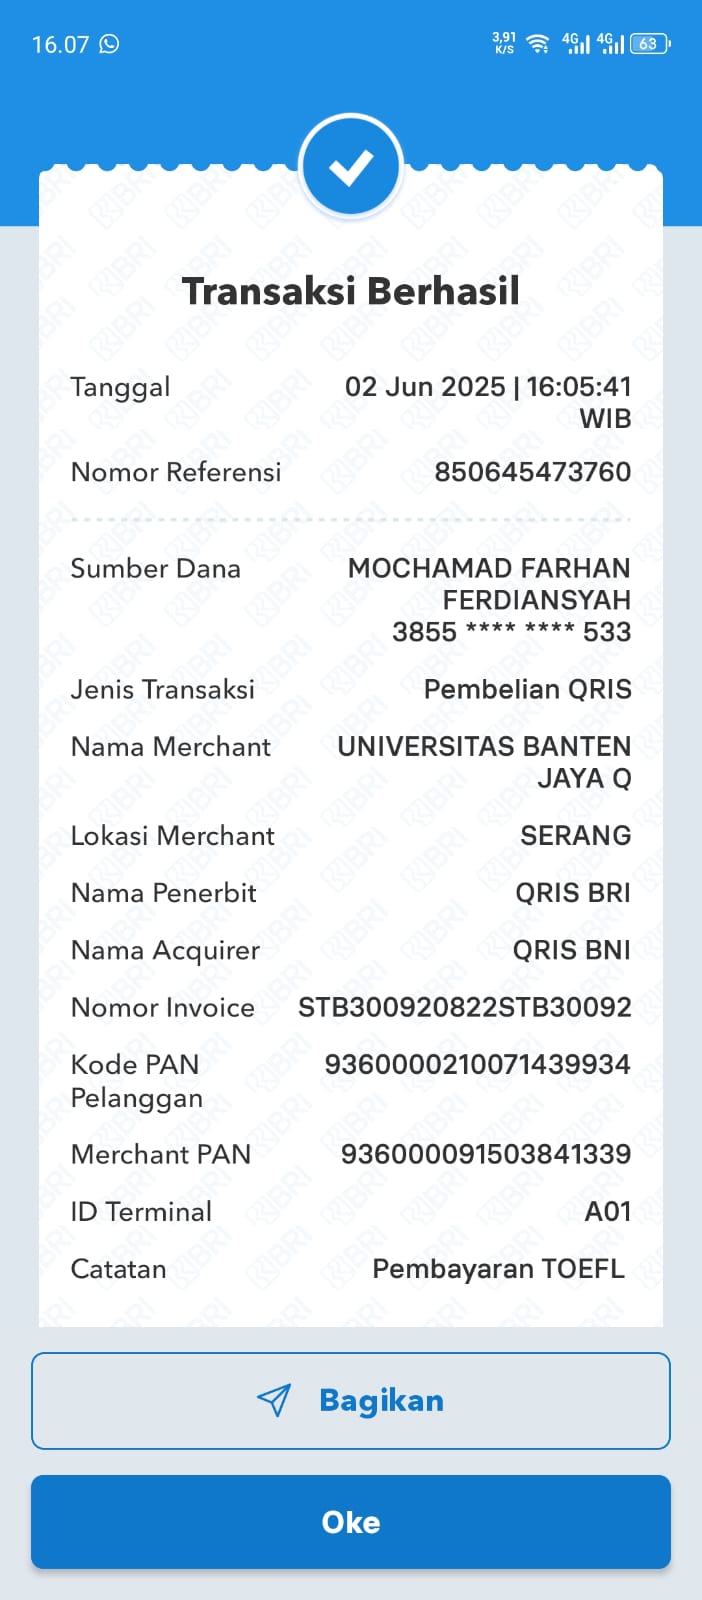 16.07
3,91
K/S
4G
4G
63
Transaksi Berhasil
Tanggal
02 Jun 2025 | 16:05:41
WIB
Nomor Referensi
850645473760
Sumber Dana
MOCHAMAD FARHAN
FERDIANSYAH
3855 **** **** 533
Jenis Transaksi
Pembelian QRIS
Nama Merchant
UNIVERSITAS BANTEN
JAYA Q
Lokasi Merchant
SERANG
Nama Penerbit
QRIS BRI
Nama Acquirer
QRIS BNI
Nomor Invoice
STB300920822STB30092
Kode PAN
Pelanggan
9360000210071439934
Merchant PAN
936000091503841339
ID Terminal
A01
Catatan
Pembayaran TOEFL
Bagikan
Oke